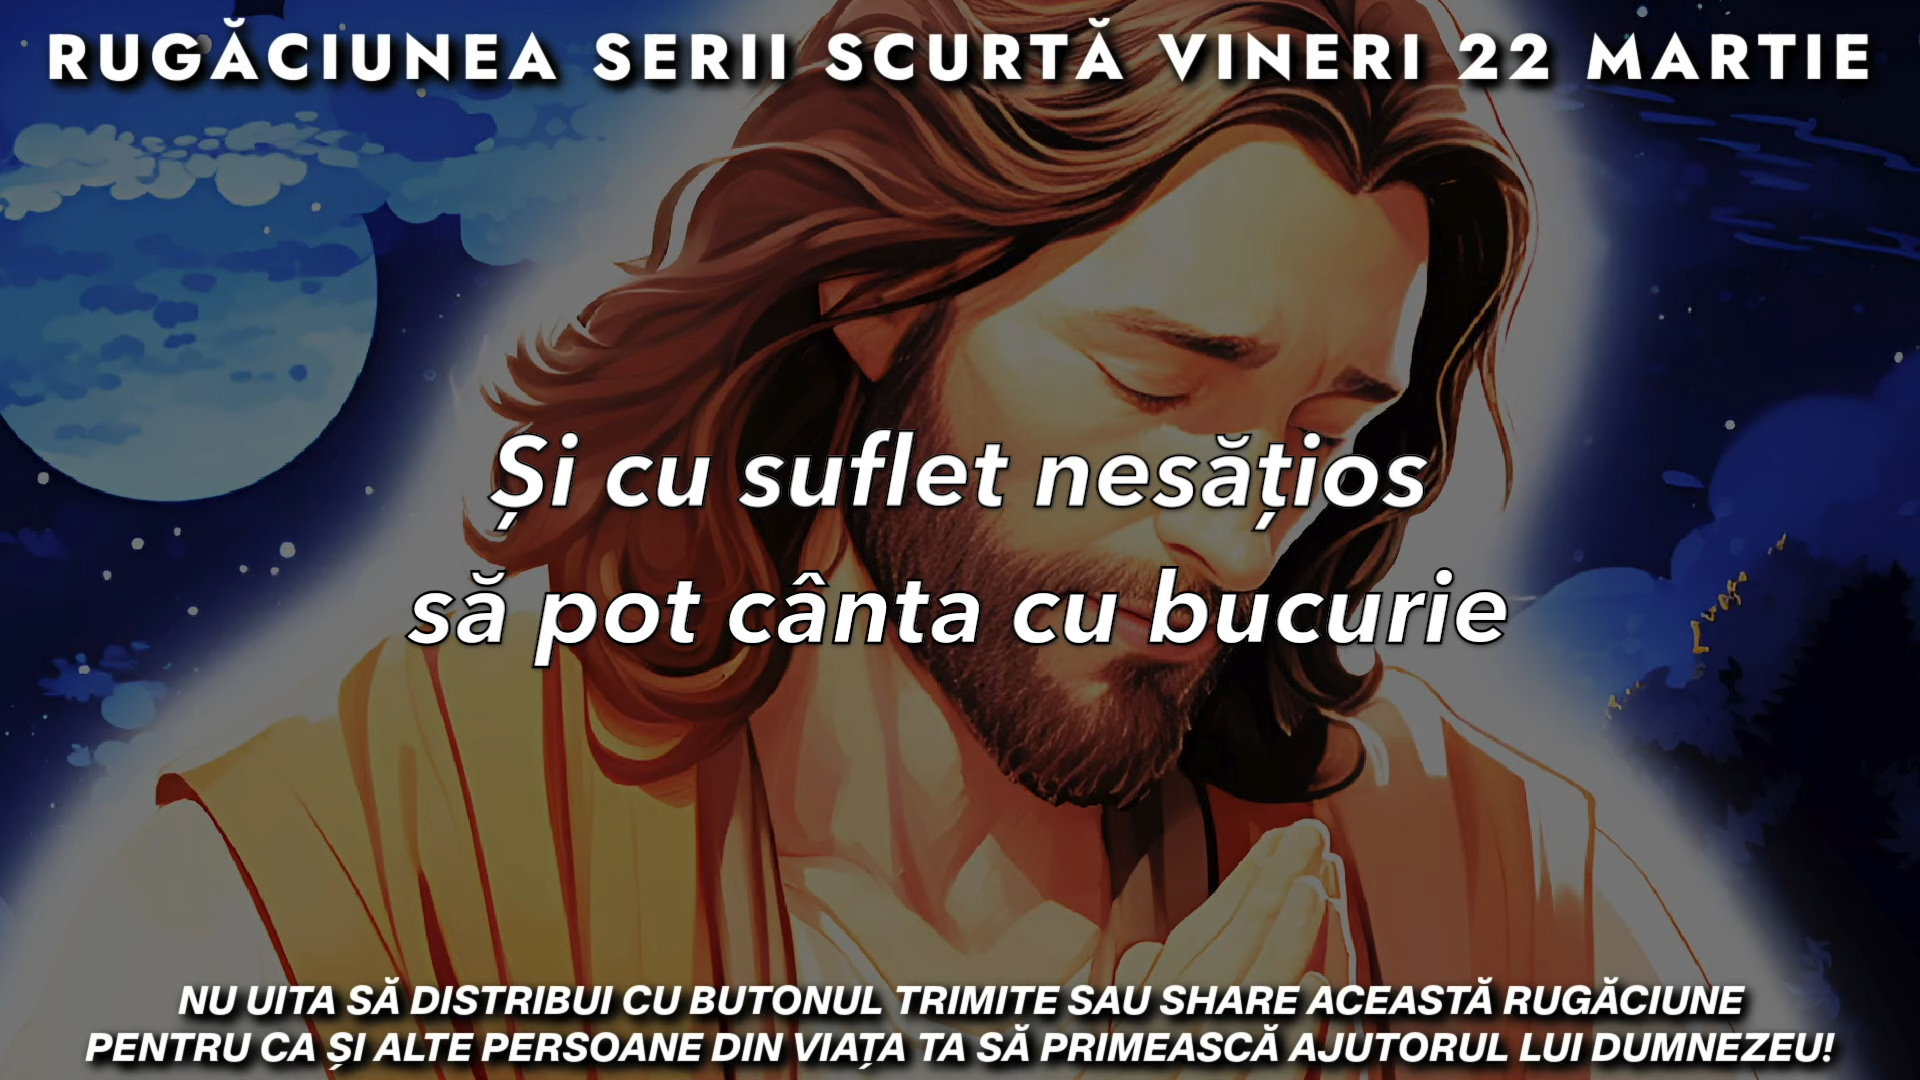 RUGĂCIUNEA SERII SCURTĂ VINERI 22 MARTIE
Și cu suflet nesățios
să pot cânta cu bucurie
NU UITA SĂ DISTRIBUI CU BUTONUL TRIMITE SAU SHARE ACEASTĂ RUGĂCIUNE
PENTRU CA ȘI ALTE PERSOANE DIN VIAȚA TA SĂ PRIMEASCĂ AJUTORUL LUI DUMNEZEU!